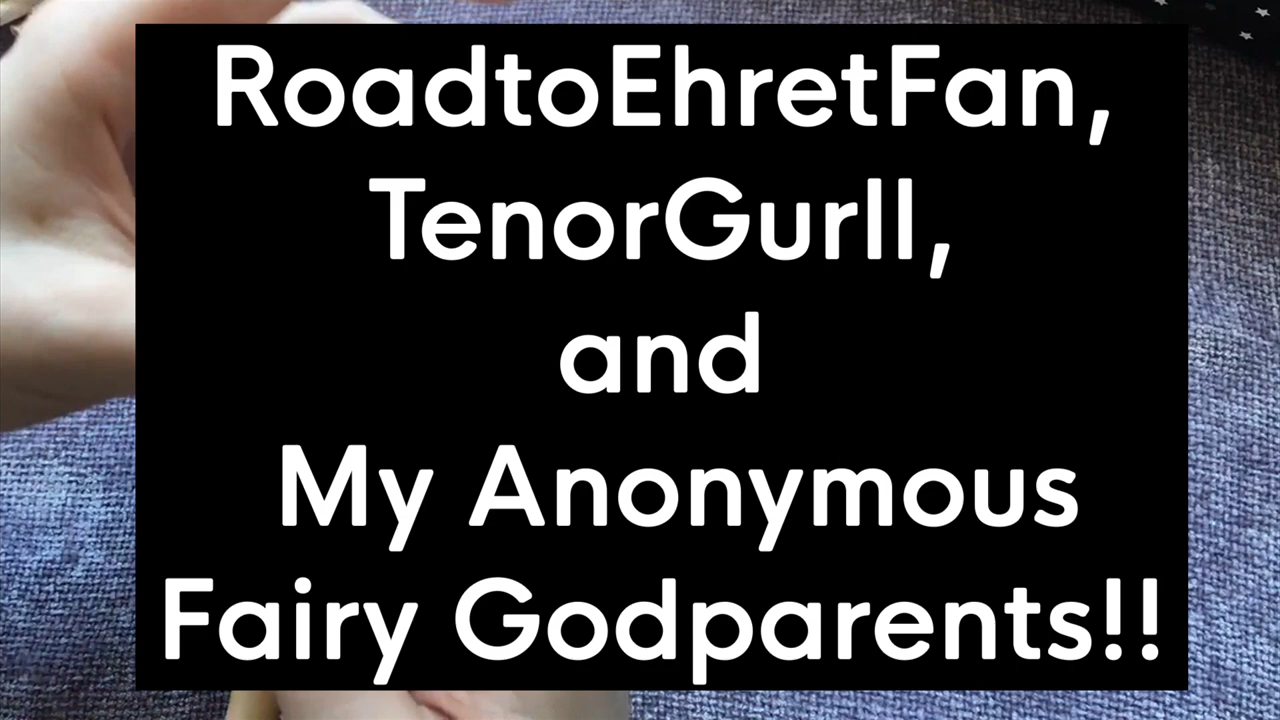 RoadtoEhretFan,
TenorGurll,
and
My Anonymous
Fairy Godparents!!